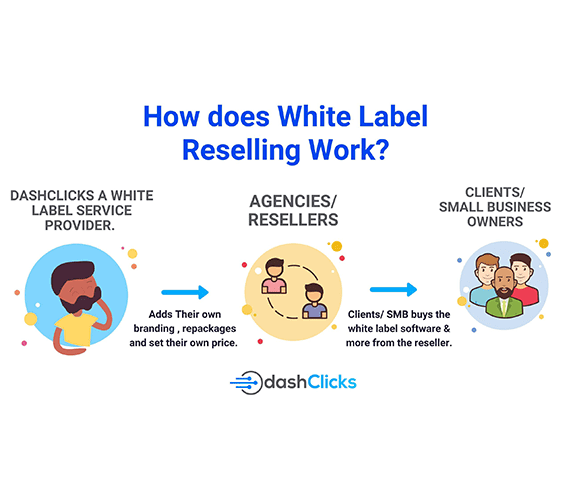 How does White Label
Reselling Work?
DASHCLICKS A WHITE
LABEL SERVICE
PROVIDER.
Adds Their own
branding , repackages
and set their own price.
AGENCIES/
RESELLERS
Clients/ SMB buys the
white label software &
more from the reseller.
CLIENTS/
SMALL BUSINESS
OWNERS
dashClicks